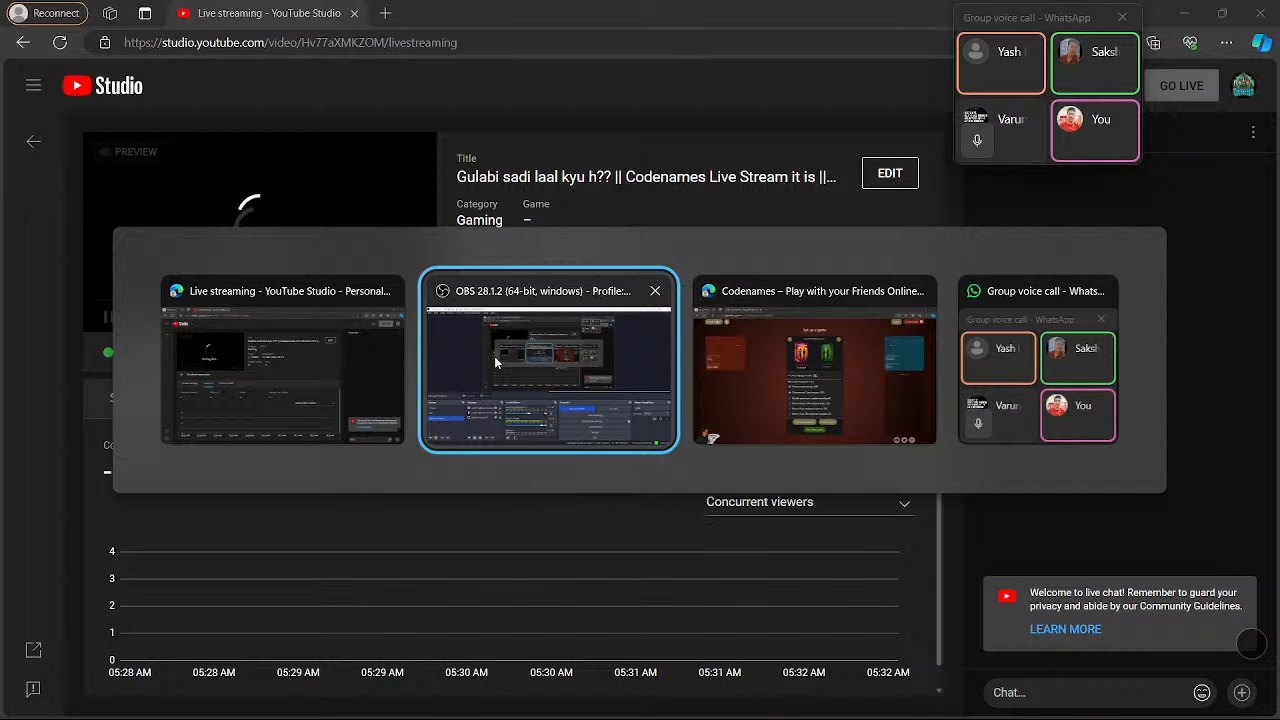 Reconnect
Live streaming - YouTube Studio
https://studio.youtube.com/video/Hv77aXMKZOM/livestreaming
Group voice call - WhatsApp
Yash
Saksh
Varun
You
Studio
GO LIVE
PREVIEW
Title
Gulabi sadi laal kyu h?? || Codenames Live Stream it is ||...
EDIT
Category
Game
Gaming
–
Live streaming - YouTube Studio - Personal...
OBS 28.1.2 (64-bit, windows) - Profile...
Codenames – Play with your Friends Online...
Group voice call - Whats...
Group voice call - WhatsApp
Yash
Saksh
Varun
You
Concurrent viewers
4
3
2
1
0
05:28 AM
05:28 AM
05:29 AM
05:29 AM
05:30 AM
05:30 AM
05:31 AM
05:31 AM
05:32 AM
05:32 AM
Welcome to live chat! Remember to guard your
privacy and abide by our Community Guidelines.
LEARN MORE
Chat...